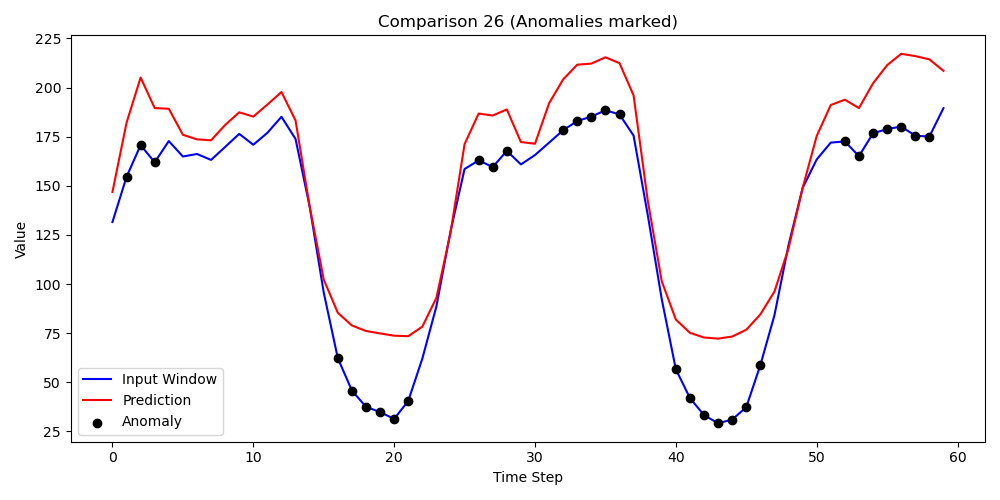 Comparison 26 (Anomalies marked)
225
200
175
150
125
100
75
50
25
Value
Input Window
Prediction
Anomaly
0 10 20 30 40 50 60
Time Step